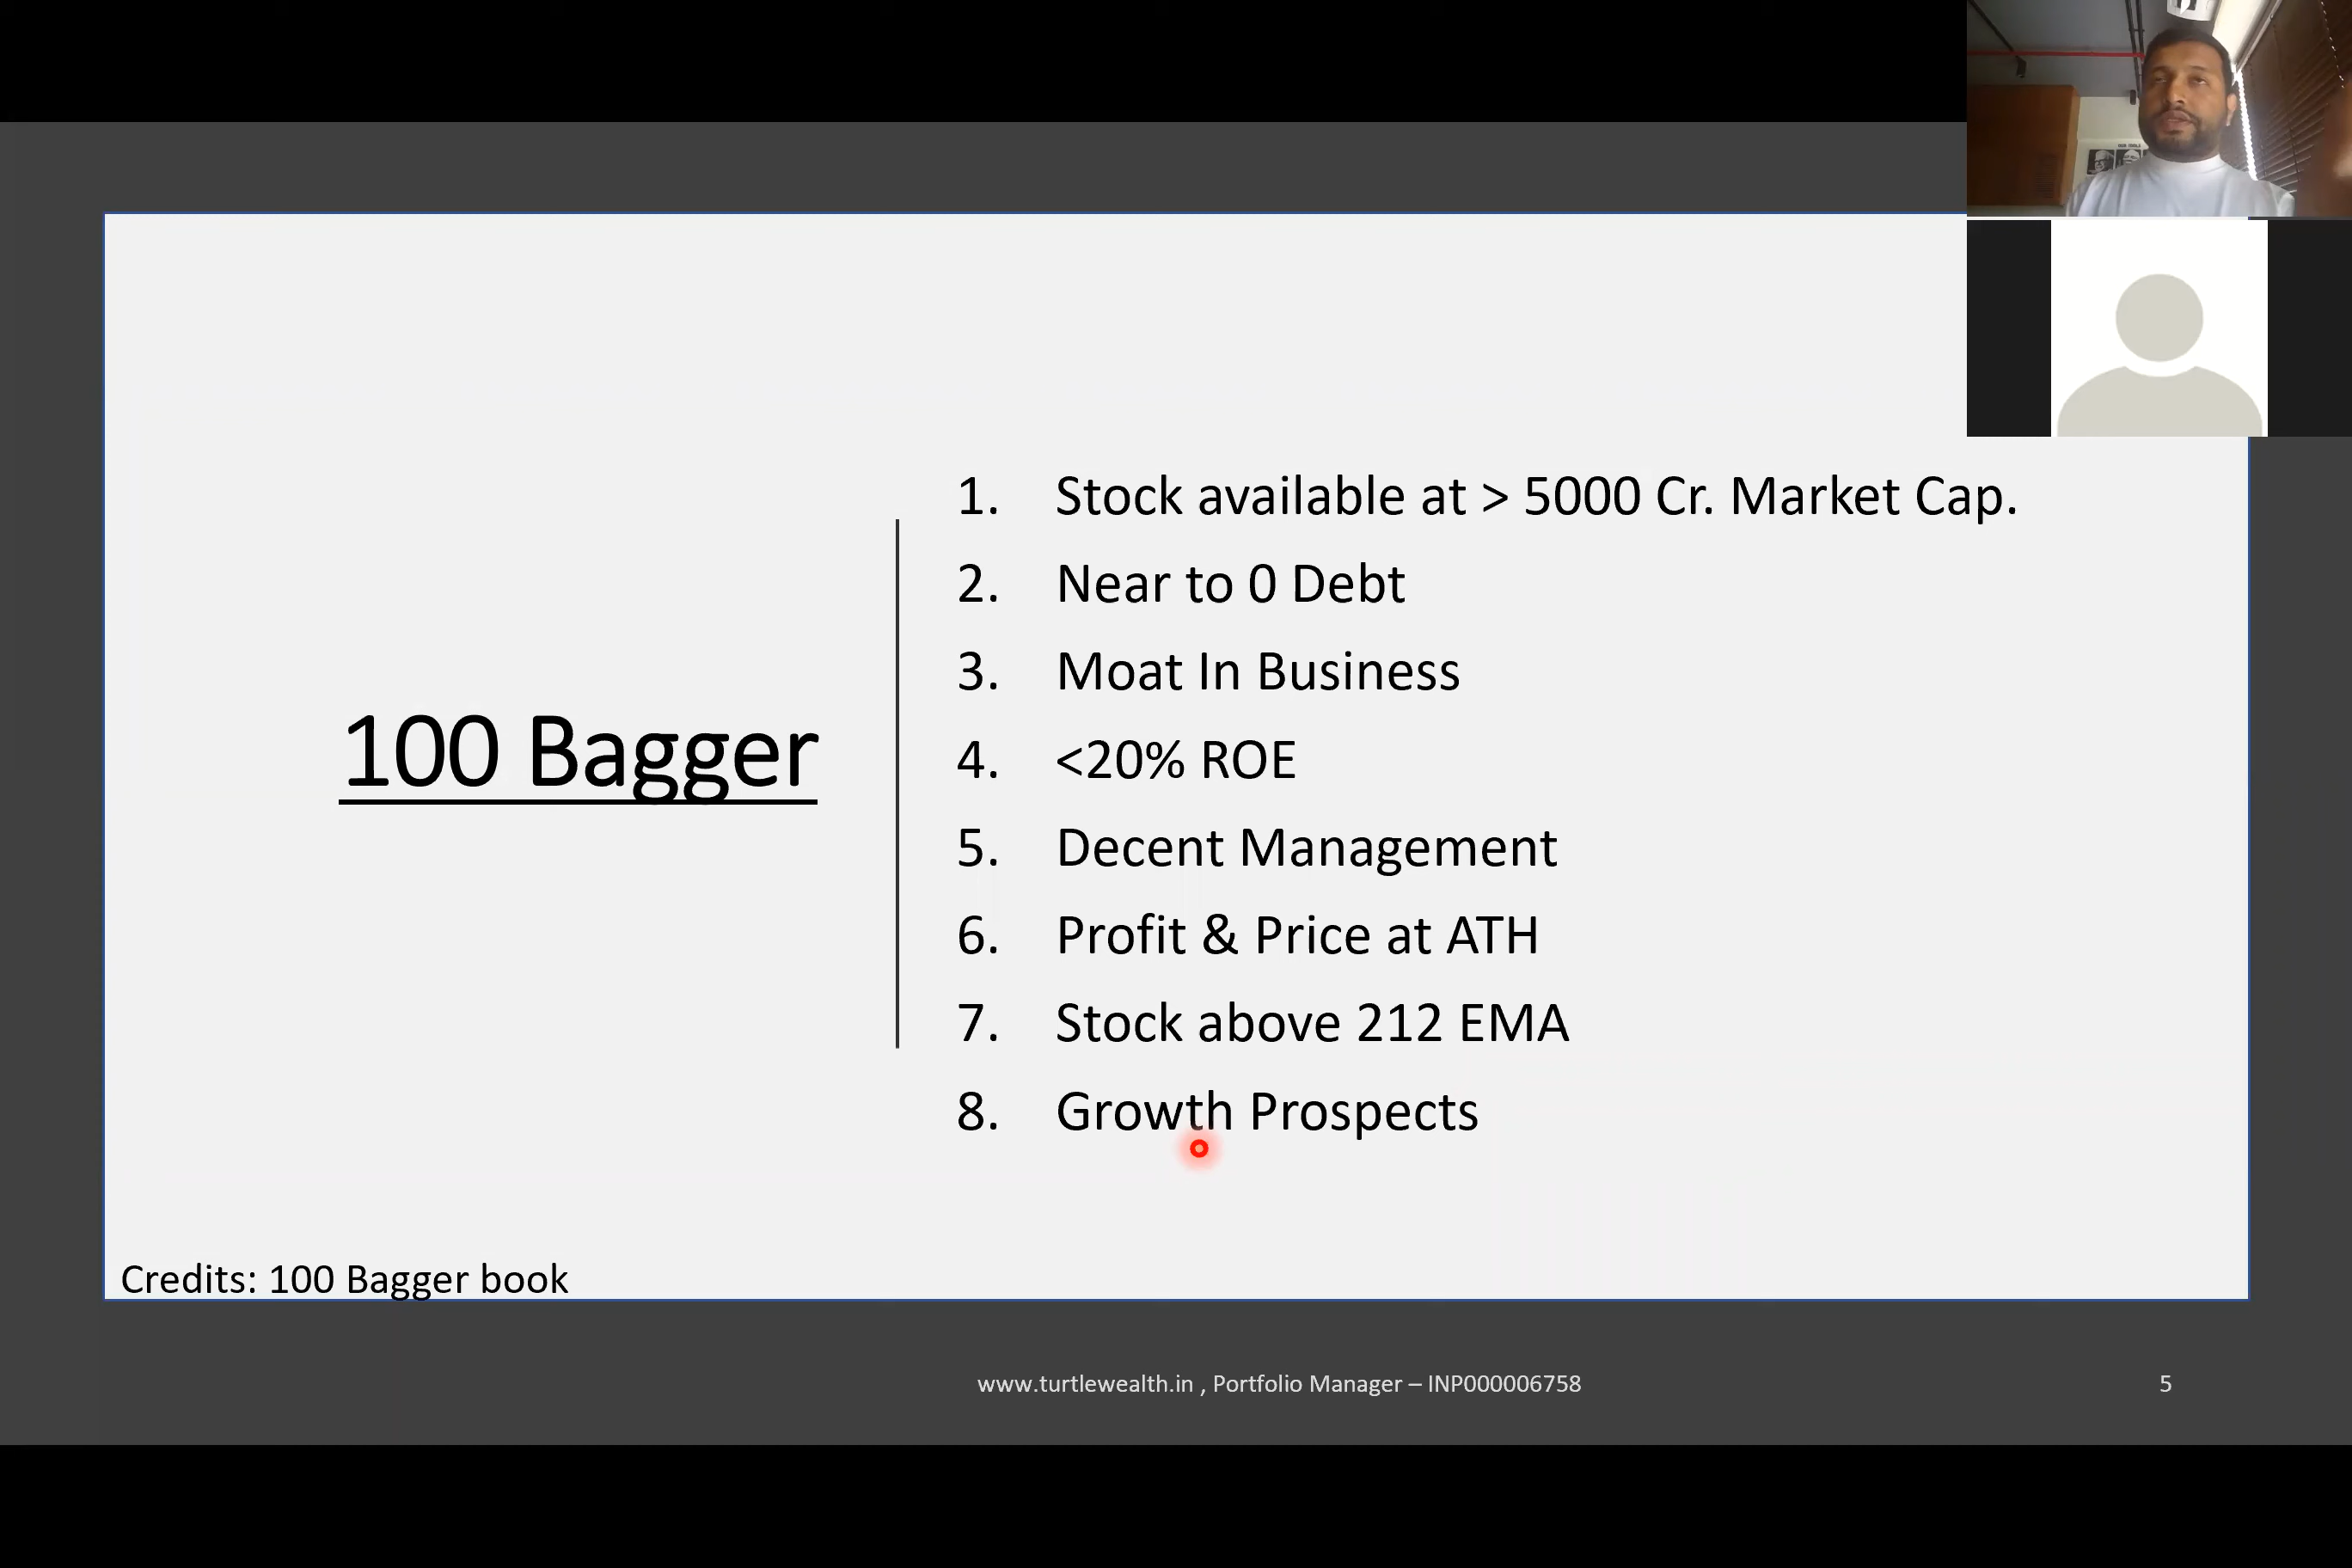 1. Stock available at > 5000 Cr. Market Cap.
2. Near to 0 Debt
3. Moat In Business
4. <20% ROE
5. Decent Management
6. Profit & Price at ATH
7. Stock above 212 EMA
8. Growth Prospects
100 Bagger
Credits: 100 Bagger book
www.turtlewealth.in , Portfolio Manager – INP000006758
5